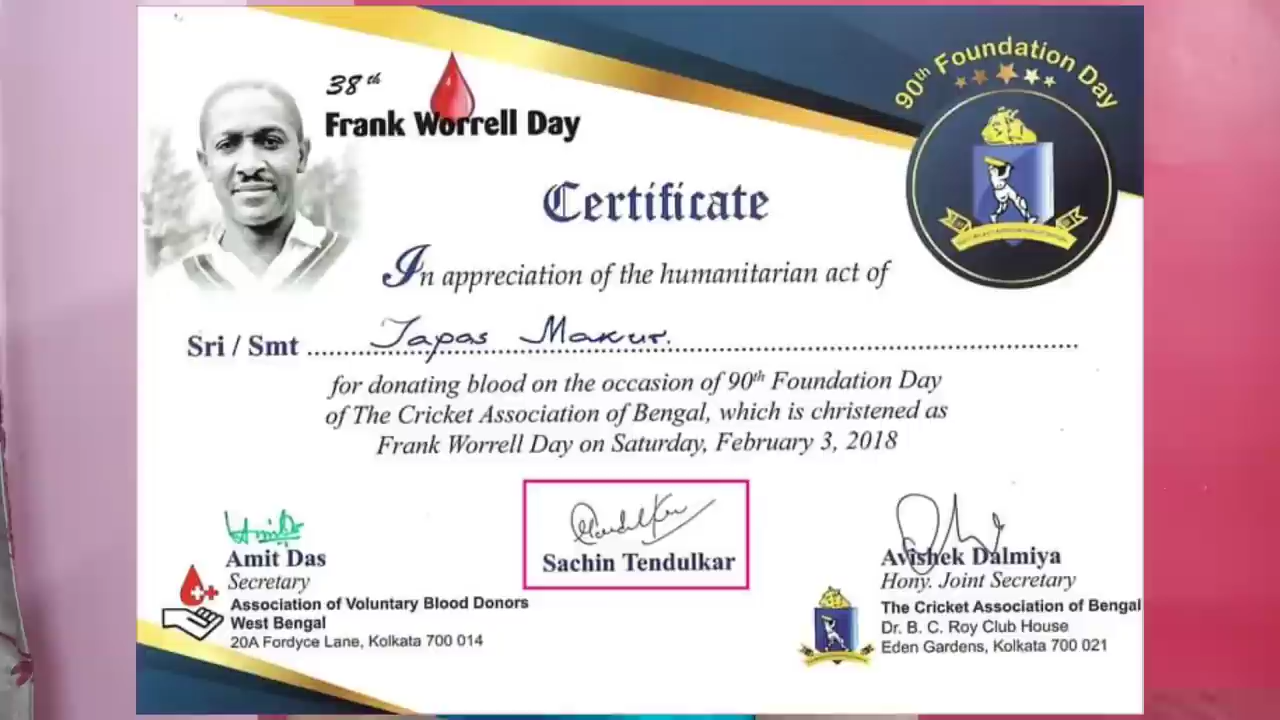 38th
Frank Worrell Day
90th Foundation Day
Certificate
In appreciation of the humanitarian act of
Sri / Smt Tapas Makur.
for donating blood on the occasion of 90th Foundation Day
of The Cricket Association of Bengal, which is christened as
Frank Worrell Day on Saturday, February 3, 2018
Amit Das
Secretary
Association of Voluntary Blood Donors
West Bengal
20A Fordyce Lane, Kolkata 700 014
Sachin Tendulkar
Avishek Dalmiya
Hony. Joint Secretary
The Cricket Association of Bengal
Dr. B. C. Roy Club House
Eden Gardens, Kolkata 700 021